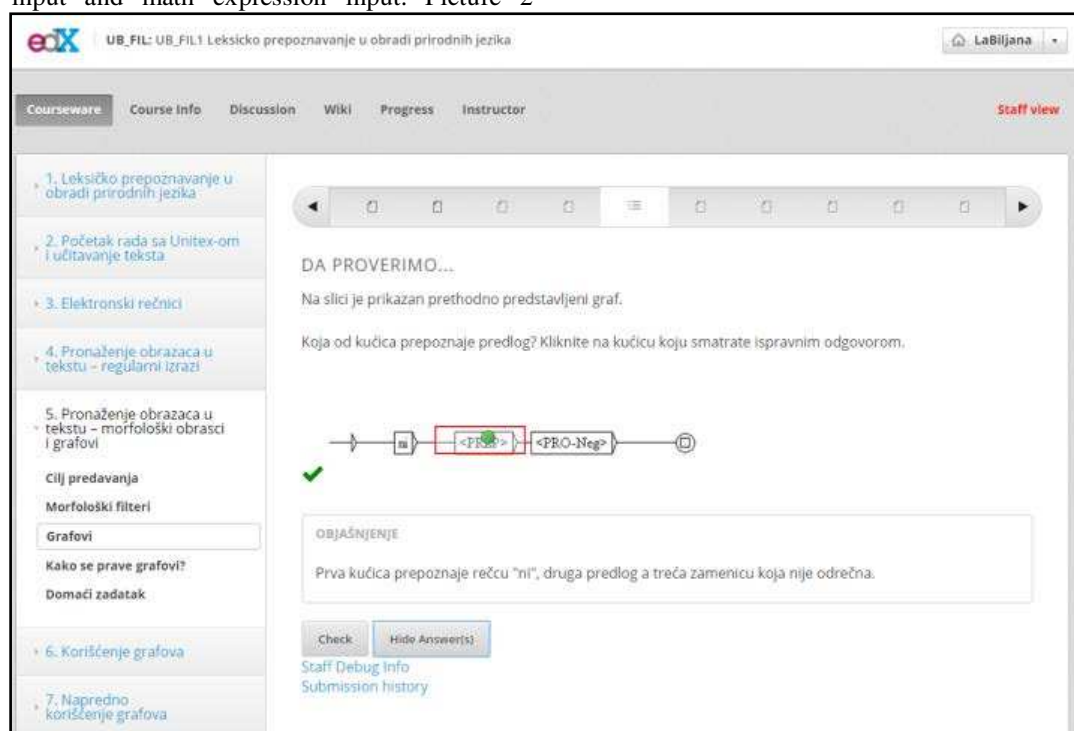 input and math expression input. Picture 2
edX UB_FIL: UB_FIL1 Leksicko prepoznavanje u obradi prirodnih jezika
LaBiljana
Courseware Course Info Discussion Wiki Progress Instructor
Staff view
1. Leksičko prepoznavanje u
obradi prirodnih jezika
2. Početak rada sa Unitex-om
i učitavanje teksta
3. Elektronski rečnici
4. Pronaženje obrazaca u
tekstu – regularni izrazi
5. Pronaženje obrazaca u
tekstu – morfološki obrasci
i grafovi
Cilj predavanja
Morfološki filteri
Grafovi
Kako se prave grafovi?
Domaći zadatak
6. Korišćenje grafova
7. Napredno
korišćenje grafova
DA PROVERIMO...
Na slici je prikazan prethodno predstavljeni graf.
Koja od kućica prepoznaje predlog? Kliknite na kućicu koju smatrate ispravnim odgovorom.
ni <PREP> <PRO-Neg>
OBJAŠNJENJE
Prva kućica prepoznaje rečcu "ni", druga predlog a treća zamenicu koja nije odrečna.
Check Hide Answer(s)
Staff Debug Info
Submission history